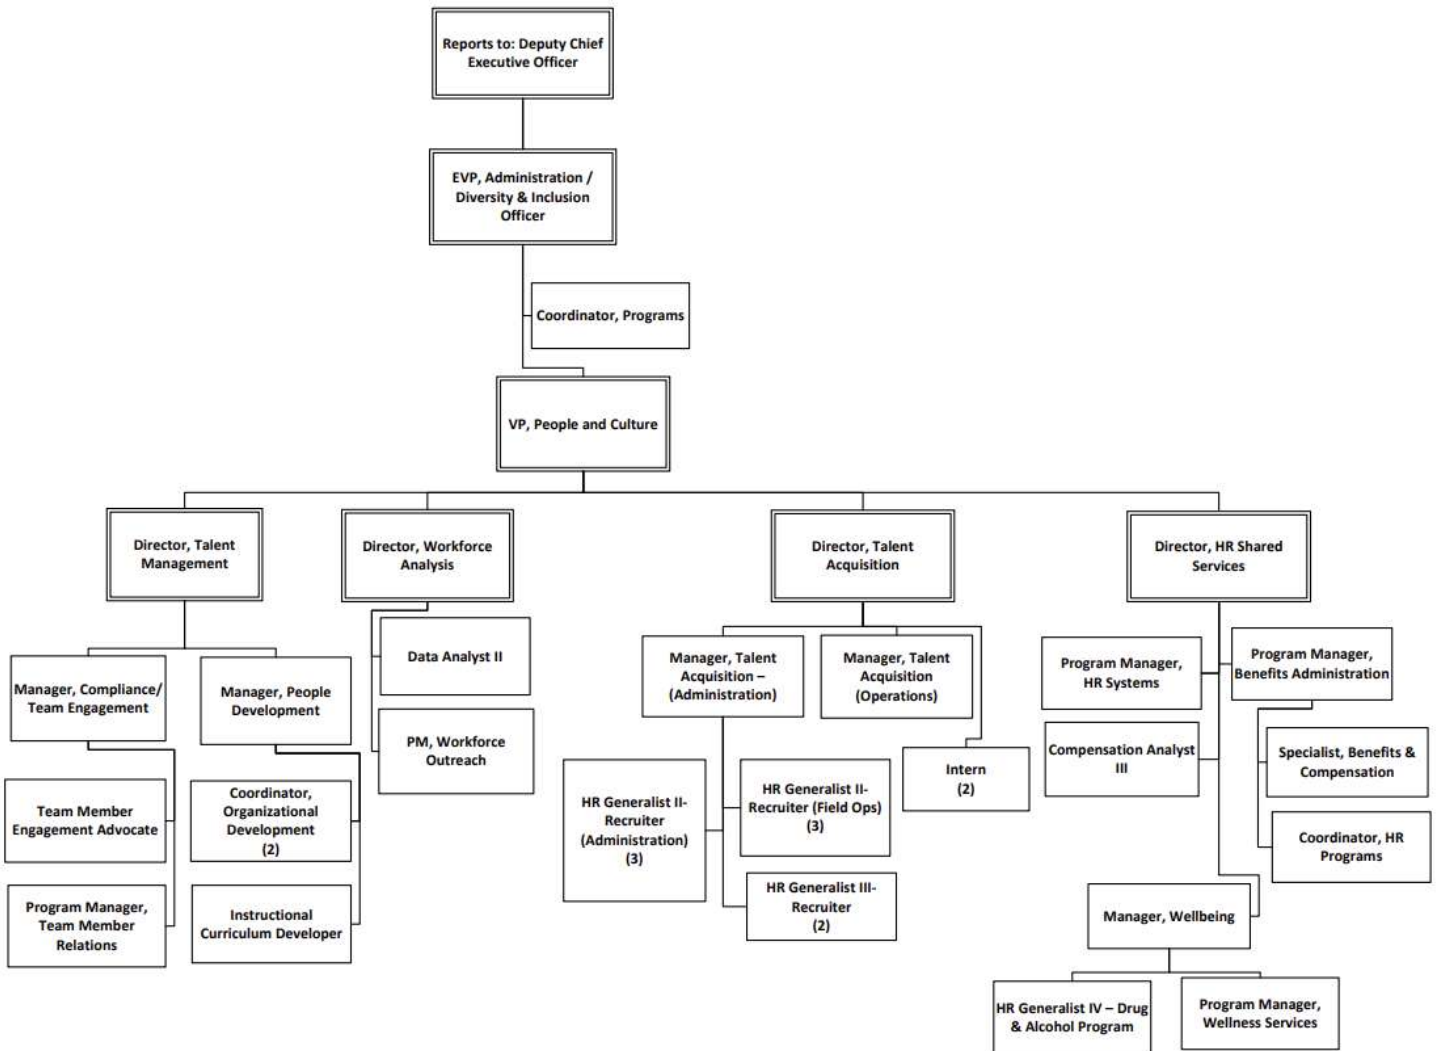 Reports to: Deputy Chief
Executive Officer
EVP, Administration /
Diversity & Inclusion
Officer
Coordinator, Programs
VP, People and Culture
Director, Talent
Management
Director, Workforce
Analysis
Director, Talent
Acquisition
Director, HR Shared
Services
Manager, Compliance/
Team Engagement
Manager, People
Development
Data Analyst II
PM, Workforce
Outreach
Manager, Talent
Acquisition –
(Administration)
Manager, Talent
Acquisition
(Operations)
Program Manager,
HR Systems
Program Manager,
Benefits Administration
Team Member
Engagement Advocate
Coordinator,
Organizational
Development
(2)
HR Generalist II-
Recruiter
(Administration)
(3)
HR Generalist II-
Recruiter (Field Ops)
(3)
Intern
(2)
Compensation Analyst
III
Specialist, Benefits &
Compensation
Coordinator, HR
Programs
Program Manager,
Team Member
Relations
Instructional
Curriculum Developer
HR Generalist III-
Recruiter
(2)
Manager, Wellbeing
HR Generalist IV – Drug
& Alcohol Program
Program Manager,
Wellness Services